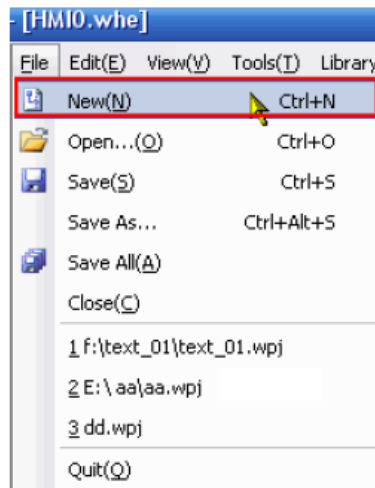 - [HMI0.whe]
File Edit(E) View(V) Tools(T) Library
New(N) Ctrl+N
Open...(O) Ctrl+O
Save(S) Ctrl+S
Save As... Ctrl+Alt+S
Save All(A)
Close(C)
1 f:\text_01\text_01.wpj
2 E:\aa\aa.wpj
3 dd.wpj
Quit(Q)